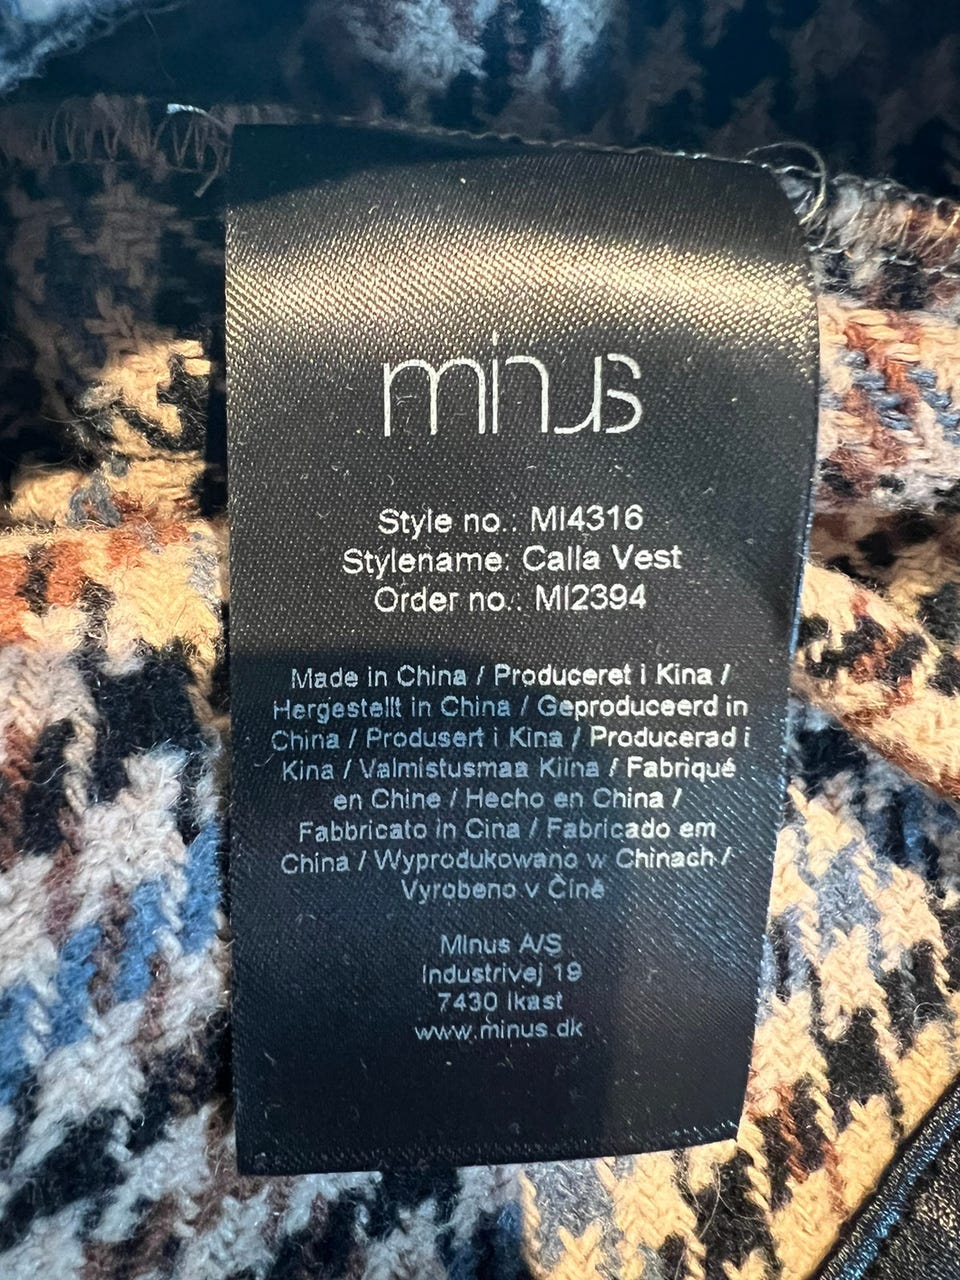 minus
Style no.: MI4316
Stylename: Calla Vest
Order no.: MI2394
Made in China / Produceret i Kina /
Hergestellt in China / Geproduceerd in
China / Produsert i Kina / Producerad i
Kina / Valmistusmaa Kiina / Fabriqué
en Chine / Hecho en China /
Fabbricato in Cina / Fabricado em
China / Wyprodukowano w Chinach /
Vyrobeno v Číně
Minus A/S
Industrivej 19
7430 Ikast
www.minus.dk